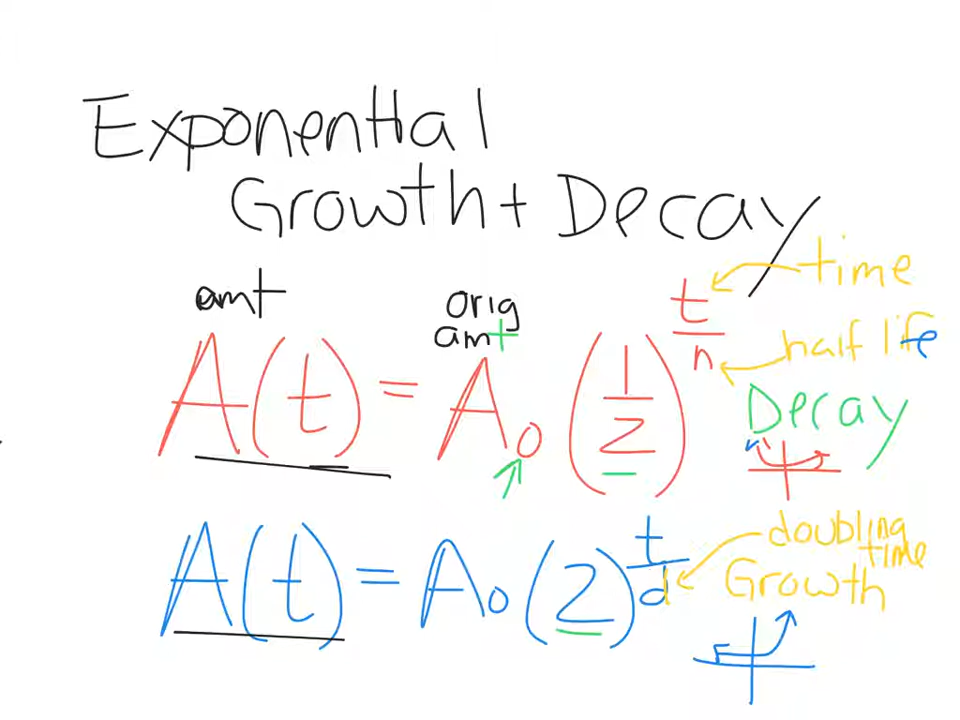 Exponential
Growth + Decay
amt
orig
amt
time
A(t) = A₀ (1/2)^(t/h)
half life
Decay
A(t) = A₀ (2)^(t/d)
doubling
time
Growth